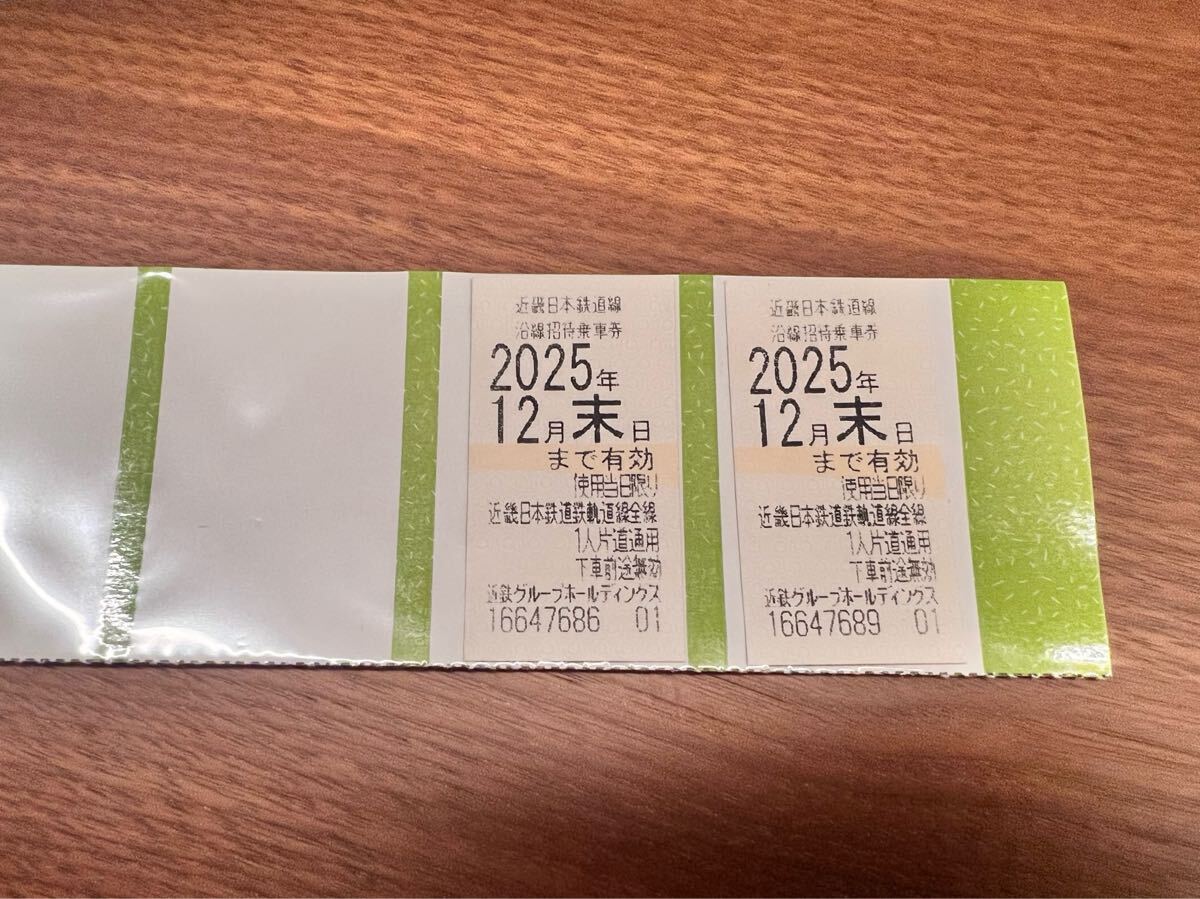 近畿日本鉄道線
沿線招待乗車券
2025年
12月末日
まで有効
使用当日限り
近畿日本鉄道鉄軌道線全線
1人片道通用
下車前途無効
近鉄グループホールディングス
16647686 01
近畿日本鉄道線
沿線招待乗車券
2025年
12月末日
まで有効
使用当日限り
近畿日本鉄道鉄軌道線全線
1人片道通用
下車前途無効
近鉄グループホールディングス
16647689 01